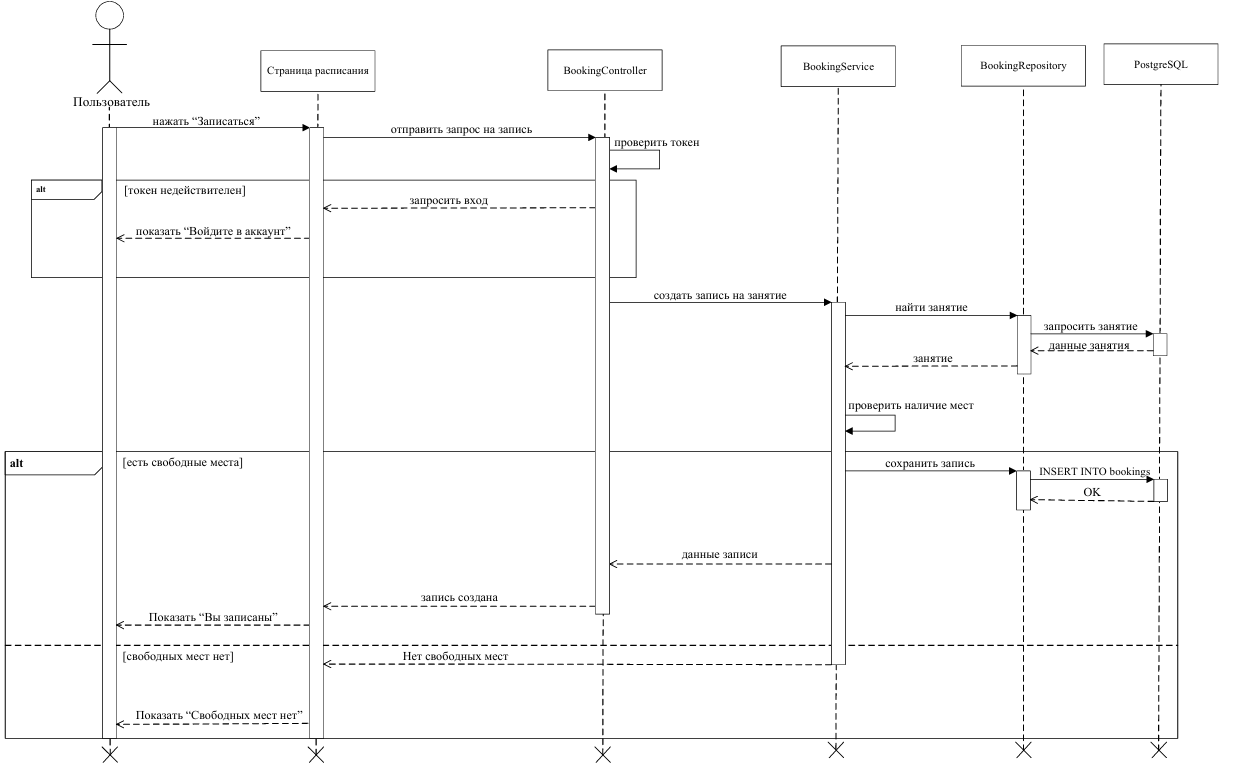 Пользователь
Страница расписания
BookingController
BookingService
BookingRepository
PostgreSQL
нажать “Записаться”
отправить запрос на запись
проверить токен
alt
[токен недействителен]
запросить вход
показать “Войдите в аккаунт”
создать запись на занятие
найти занятие
запросить занятие
данные занятия
занятие
проверить наличие мест
alt
[есть свободные места]
сохранить запись
INSERT INTO bookings
OK
данные записи
запись создана
Показать “Вы записаны”
[свободных мест нет]
Нет свободных мест
Показать “Свободных мест нет”